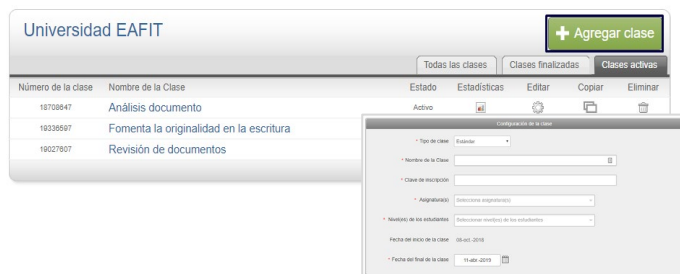 Universidad EAFIT
Agregar clase
Todas las clases Clases finalizadas Clases activas
Número de la clase Nombre de la Clase Estado Estadísticas Editar Copiar Eliminar
18708647 Análisis documento Activo
19336597 Fomenta la originalidad en la escritura
19027607 Revisión de documentos
Configuración de la clase
* Tipo de clase Estándar
* Nombre de la Clase
* Clave de inscripción
* Asignatura(s) Selecciona asignatura(s)
* Nivel(es) de los estudiantes Seleccionar nivel(es) de los estudiantes
Fecha del inicio de la clase 08-oct.-2018
* Fecha del final de la clase 11-abr.-2019